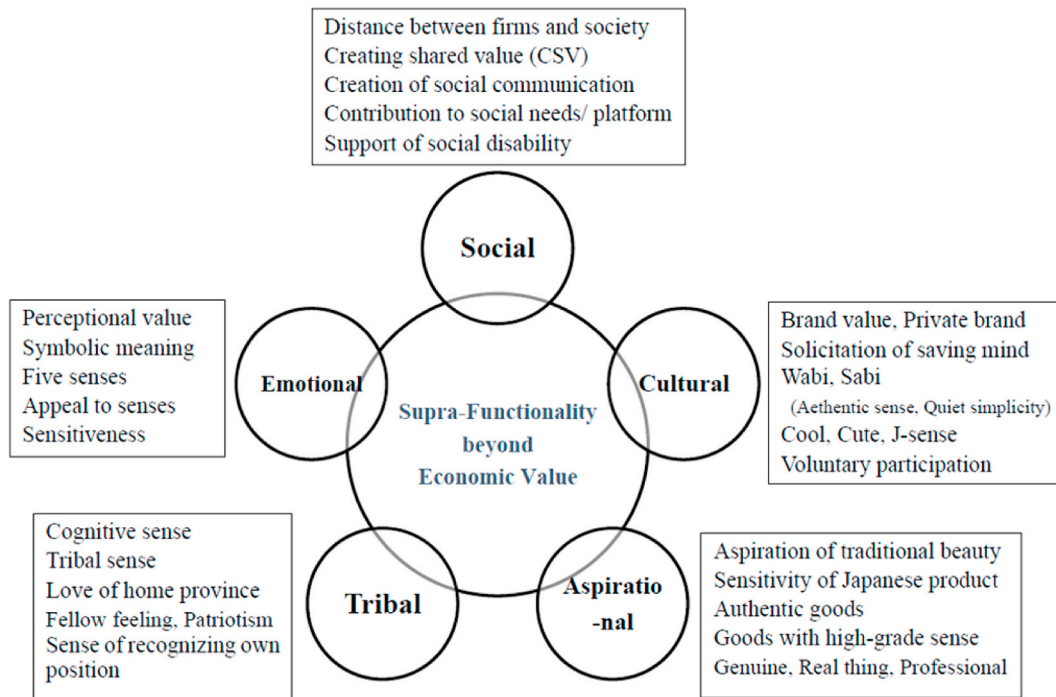 Distance between firms and society
Creating shared value (CSV)
Creation of social communication
Contribution to social needs/ platform
Support of social disability
Social
Perceptional value
Symbolic meaning
Five senses
Appeal to senses
Sensitiveness
Emotional
Supra-Functionality
beyond
Economic Value
Cultural
Brand value, Private brand
Solicitation of saving mind
Wabi, Sabi
(Aethentic sense, Quiet simplicity)
Cool, Cute, J-sense
Voluntary participation
Cognitive sense
Tribal sense
Love of home province
Fellow feeling, Patriotism
Sense of recognizing own
position
Tribal
Aspiratio
-nal
Aspiration of traditional beauty
Sensitivity of Japanese product
Authentic goods
Goods with high-grade sense
Genuine, Real thing, Professional